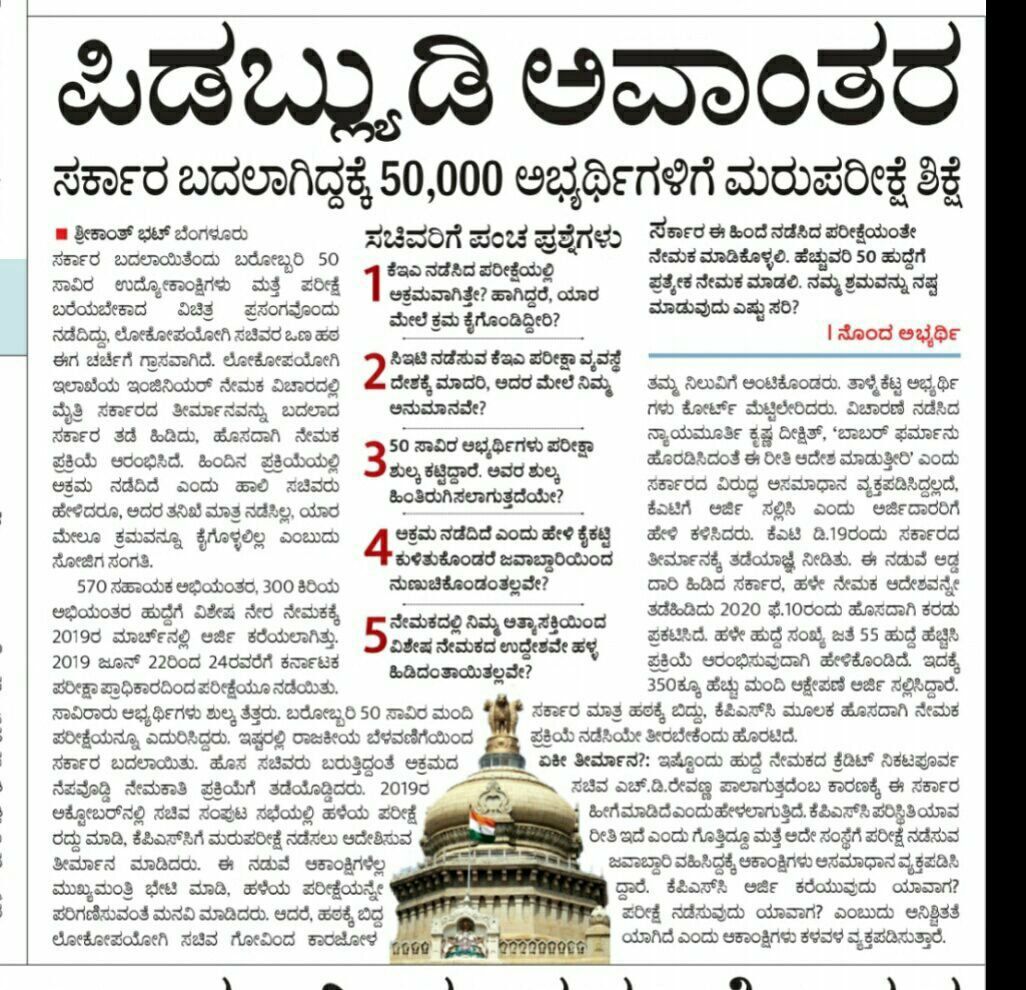 ಪಿಡಬ್ಲ್ಯುಡಿ ಅವಾಂತರ
ಸರ್ಕಾರ ಬದಲಾಗಿದ್ದಕ್ಕೆ 50,000 ಅಭ್ಯರ್ಥಿಗಳಿಗೆ ಮರುಪರೀಕ್ಷೆ ಶಿಕ್ಷೆ
■ ಶ್ರೀಕಾಂತ್ ಭಟ್ ಬೆಂಗಳೂರು
ಸರ್ಕಾರ ಬದಲಾಯಿತೆಂದು ಬರೋಬ್ಬರಿ 50
ಸಾವಿರ ಉದ್ಯೋಕಾಂಕ್ಷಿಗಳು ಮತ್ತೆ ಪರೀಕ್ಷೆ
ಬರೆಯಬೇಕಾದ ವಿಚಿತ್ರ ಪ್ರಸಂಗವೊಂದು
ನಡೆದಿದ್ದು, ಲೋಕೋಪಯೋಗಿ ಸಚಿವರ ಒಣ ಹಠ
ಈಗ ಚರ್ಚೆಗೆ ಗ್ರಾಸವಾಗಿದೆ. ಲೋಕೋಪಯೋಗಿ
ಇಲಾಖೆಯ ಇಂಜಿನಿಯರ್ ನೇಮಕ ವಿಚಾರದಲ್ಲಿ
ಮೈತ್ರಿ ಸರ್ಕಾರದ ತೀರ್ಮಾನವನ್ನು ಬದಲಾದ
ಸರ್ಕಾರ ತಡೆ ಹಿಡಿದು, ಹೊಸದಾಗಿ ನೇಮಕ
ಪ್ರಕ್ರಿಯೆ ಆರಂಭಿಸಿದೆ. ಹಿಂದಿನ ಪ್ರಕ್ರಿಯೆಯಲ್ಲಿ
ಅಕ್ರಮ ನಡೆದಿದೆ ಎಂದು ಹಾಲಿ ಸಚಿವರು
ಹೇಳಿದರೂ, ಅದರ ತನಿಖೆ ಮಾತ್ರ ನಡೆಸಿಲ್ಲ, ಯಾರ
ಮೇಲೂ ಕ್ರಮವನ್ನೂ ಕೈಗೊಳ್ಳಲಿಲ್ಲ ಎಂಬುದು
ಸೋಜಿಗ ಸಂಗತಿ.
570 ಸಹಾಯಕ ಅಭಿಯಂತರ, 300 ಕಿರಿಯ
ಅಭಿಯಂತರ ಹುದ್ದೆಗೆ ವಿಶೇಷ ನೇರ ನೇಮಕಕ್ಕೆ
2019ರ ಮಾರ್ಚ್‌ನಲ್ಲಿ ಅರ್ಜಿ ಕರೆಯಲಾಗಿತ್ತು.
2019 ಜೂನ್ 22ರಿಂದ 24ರವರೆಗೆ ಕರ್ನಾಟಕ
ಪರೀಕ್ಷಾ ಪ್ರಾಧಿಕಾರದಿಂದ ಪರೀಕ್ಷೆಯೂ ನಡೆಯಿತು.
ಸಾವಿರಾರು ಅಭ್ಯರ್ಥಿಗಳು ಶುಲ್ಕ ತೆತ್ತರು. ಬರೋಬ್ಬರಿ 50 ಸಾವಿರ ಮಂದಿ
ಪರೀಕ್ಷೆಯನ್ನೂ ಎದುರಿಸಿದ್ದರು. ಇಷ್ಟರಲ್ಲಿ ರಾಜಕೀಯ ಬೆಳವಣಿಗೆಯಿಂದ
ಸರ್ಕಾರ ಬದಲಾಯಿತು. ಹೊಸ ಸಚಿವರು ಬರುತ್ತಿದ್ದಂತೆ ಅಕ್ರಮದ
ನೆಪವೊಡ್ಡಿ ನೇಮಕಾತಿ ಪ್ರಕ್ರಿಯೆಗೆ ತಡೆಯೊಡ್ಡಿದರು. 2019ರ
ಅಕ್ಟೋಬರ್‌ನಲ್ಲಿ ಸಚಿವ ಸಂಪುಟ ಸಭೆಯಲ್ಲಿ ಹಳೆಯ ಪರೀಕ್ಷೆ
ರದ್ದು ಮಾಡಿ, ಕೆಪಿಎಸ್‌ಸಿಗೆ ಮರುಪರೀಕ್ಷೆ ನಡೆಸಲು ಆದೇಶಿಸುವ
ತೀರ್ಮಾನ ಮಾಡಿದರು. ಈ ನಡುವೆ ಆಕಾಂಕ್ಷಿಗಳೆಲ್ಲ
ಮುಖ್ಯಮಂತ್ರಿ ಭೇಟಿ ಮಾಡಿ, ಹಳೆಯ ಪರೀಕ್ಷೆಯನ್ನೇ
ಪರಿಗಣಿಸುವಂತೆ ಮನವಿ ಮಾಡಿದರು. ಆದರೆ, ಹಠಕ್ಕೆ ಬಿದ್ದ
ಲೋಕೋಪಯೋಗಿ ಸಚಿವ ಗೋವಿಂದ ಕಾರಜೋಳ
ಸಚಿವರಿಗೆ ಪಂಚ ಪ್ರಶ್ನೆಗಳು
1 ಕೆಇಎ ನಡೆಸಿದ ಪರೀಕ್ಷೆಯಲ್ಲಿ
ಅಕ್ರಮವಾಗಿತ್ತೇ? ಹಾಗಿದ್ದರೆ, ಯಾರ
ಮೇಲೆ ಕ್ರಮ ಕೈಗೊಂಡಿದ್ದೀರಿ?
2 ಸಿಇಟಿ ನಡೆಸುವ ಕೆಇಎ ಪರೀಕ್ಷಾ ವ್ಯವಸ್ಥೆ
ದೇಶಕ್ಕೆ ಮಾದರಿ, ಅದರ ಮೇಲೆ ನಿಮ್ಮ
ಅನುಮಾನವೇ?
3 50 ಸಾವಿರ ಅಭ್ಯರ್ಥಿಗಳು ಪರೀಕ್ಷಾ
ಶುಲ್ಕ ಕಟ್ಟಿದ್ದಾರೆ. ಅವರ ಶುಲ್ಕ
ಹಿಂತಿರುಗಿಸಲಾಗುತ್ತದೆಯೇ?
4 ಅಕ್ರಮ ನಡೆದಿದೆ ಎಂದು ಹೇಳಿ ಕೈಕಟ್ಟಿ
ಕುಳಿತುಕೊಂಡರೆ ಜವಾಬ್ದಾರಿಯಿಂದ
ನುಣುಚಿಕೊಂಡಂತಲ್ಲವೇ?
5 ನೇಮಕದಲ್ಲಿ ನಿಮ್ಮ ಅತ್ಯಾಸಕ್ತಿಯಿಂದ
ವಿಶೇಷ ನೇಮಕದ ಉದ್ದೇಶವೇ ಹಳ್ಳ
ಹಿಡಿದಂತಾಯಿತಲ್ಲವೇ?
ಸರ್ಕಾರ ಈ ಹಿಂದೆ ನಡೆಸಿದ ಪರೀಕ್ಷೆಯಂತೇ
ನೇಮಕ ಮಾಡಿಕೊಳ್ಳಲಿ. ಹೆಚ್ಚುವರಿ 50 ಹುದ್ದೆಗೆ
ಪ್ರತ್ಯೇಕ ನೇಮಕ ಮಾಡಲಿ. ನಮ್ಮ ಶ್ರಮವನ್ನು ನಷ್ಟ
ಮಾಡುವುದು ಎಷ್ಟು ಸರಿ?
| ನೊಂದ ಅಭ್ಯರ್ಥಿ
ತಮ್ಮ ನಿಲುವಿಗೆ ಅಂಟಿಕೊಂಡರು. ತಾಳ್ಮೆ ಕೆಟ್ಟ ಅಭ್ಯರ್ಥಿ
ಗಳು ಕೋರ್ಟ್ ಮೆಟ್ಟಿಲೇರಿದರು. ವಿಚಾರಣೆ ನಡೆಸಿದ
ನ್ಯಾಯಮೂರ್ತಿ ಕೃಷ್ಣ ದೀಕ್ಷಿತ್, ‘ಬಾಬರ್ ಫರ್ಮಾನು
ಹೊರಡಿಸಿದಂತೆ ಈ ರೀತಿ ಆದೇಶ ಮಾಡುತ್ತೀರಿ’ ಎಂದು
ಸರ್ಕಾರದ ವಿರುದ್ಧ ಅಸಮಾಧಾನ ವ್ಯಕ್ತಪಡಿಸಿದ್ದಲ್ಲದೆ,
ಕೆಎಟಿಗೆ ಅರ್ಜಿ ಸಲ್ಲಿಸಿ ಎಂದು ಅರ್ಜಿದಾರರಿಗೆ
ಹೇಳಿ ಕಳಿಸಿದರು. ಕೆಎಟಿ ಡಿ.19ರಂದು ಸರ್ಕಾರದ
ತೀರ್ಮಾನಕ್ಕೆ ತಡೆಯಾಜ್ಞೆ ನೀಡಿತು. ಈ ನಡುವೆ ಅಡ್ಡ
ದಾರಿ ಹಿಡಿದ ಸರ್ಕಾರ, ಹಳೇ ನೇಮಕ ಆದೇಶವನ್ನೇ
ತಡೆಹಿಡಿದು 2020 ಫೆ.10ರಂದು ಹೊಸದಾಗಿ ಕರಡು
ಪ್ರಕಟಿಸಿದೆ. ಹಳೇ ಹುದ್ದೆ ಸಂಖ್ಯೆ ಜತೆ 55 ಹುದ್ದೆ ಹೆಚ್ಚಿಸಿ
ಪ್ರಕ್ರಿಯೆ ಆರಂಭಿಸುವುದಾಗಿ ಹೇಳಿಕೊಂಡಿದೆ. ಇದಕ್ಕೆ
350ಕ್ಕೂ ಹೆಚ್ಚು ಮಂದಿ ಆಕ್ಷೇಪಣೆ ಅರ್ಜಿ ಸಲ್ಲಿಸಿದ್ದಾರೆ.
ಸರ್ಕಾರ ಮಾತ್ರ ಹಠಕ್ಕೆ ಬಿದ್ದು, ಕೆಪಿಎಸ್‌ಸಿ ಮೂಲಕ ಹೊಸದಾಗಿ ನೇಮಕ
ಪ್ರಕ್ರಿಯೆ ನಡೆಸಿಯೇ ತೀರಬೇಕೆಂದು ಹೊರಟಿದೆ.
ಏಕೀ ತೀರ್ಮಾನ?: ಇಷ್ಟೊಂದು ಹುದ್ದೆ ನೇಮಕದ ಕ್ರೆಡಿಟ್ ನಿಕಟಪೂರ್ವ
ಸಚಿವ ಎಚ್.ಡಿ.ರೇವಣ್ಣ ಪಾಲಾಗುತ್ತದೆಂಬ ಕಾರಣಕ್ಕೆ ಈ ಸರ್ಕಾರ
ಹೀಗೆ ಮಾಡಿದೆ ಎಂದು ಹೇಳಲಾಗುತ್ತಿದೆ. ಕೆಪಿಎಸ್‌ಸಿ ಪರಿಸ್ಥಿತಿ ಯಾವ
ರೀತಿ ಇದೆ ಎಂದು ಗೊತ್ತಿದ್ದೂ ಮತ್ತೆ ಅದೇ ಸಂಸ್ಥೆಗೆ ಪರೀಕ್ಷೆ ನಡೆಸುವ
ಜವಾಬ್ದಾರಿ ವಹಿಸಿದ್ದಕ್ಕೆ ಆಕಾಂಕ್ಷಿಗಳು ಅಸಮಾಧಾನ ವ್ಯಕ್ತಪಡಿಸಿ
ದ್ದಾರೆ. ಕೆಪಿಎಸ್‌ಸಿ ಅರ್ಜಿ ಕರೆಯುವುದು ಯಾವಾಗ?
ಪರೀಕ್ಷೆ ನಡೆಸುವುದು ಯಾವಾಗ? ಎಂಬುದು ಅನಿಶ್ಚಿತತೆ
ಯಾಗಿದೆ ಎಂದು ಆಕಾಂಕ್ಷಿಗಳು ಕಳವಳ ವ್ಯಕ್ತಪಡಿಸುತ್ತಾರೆ.